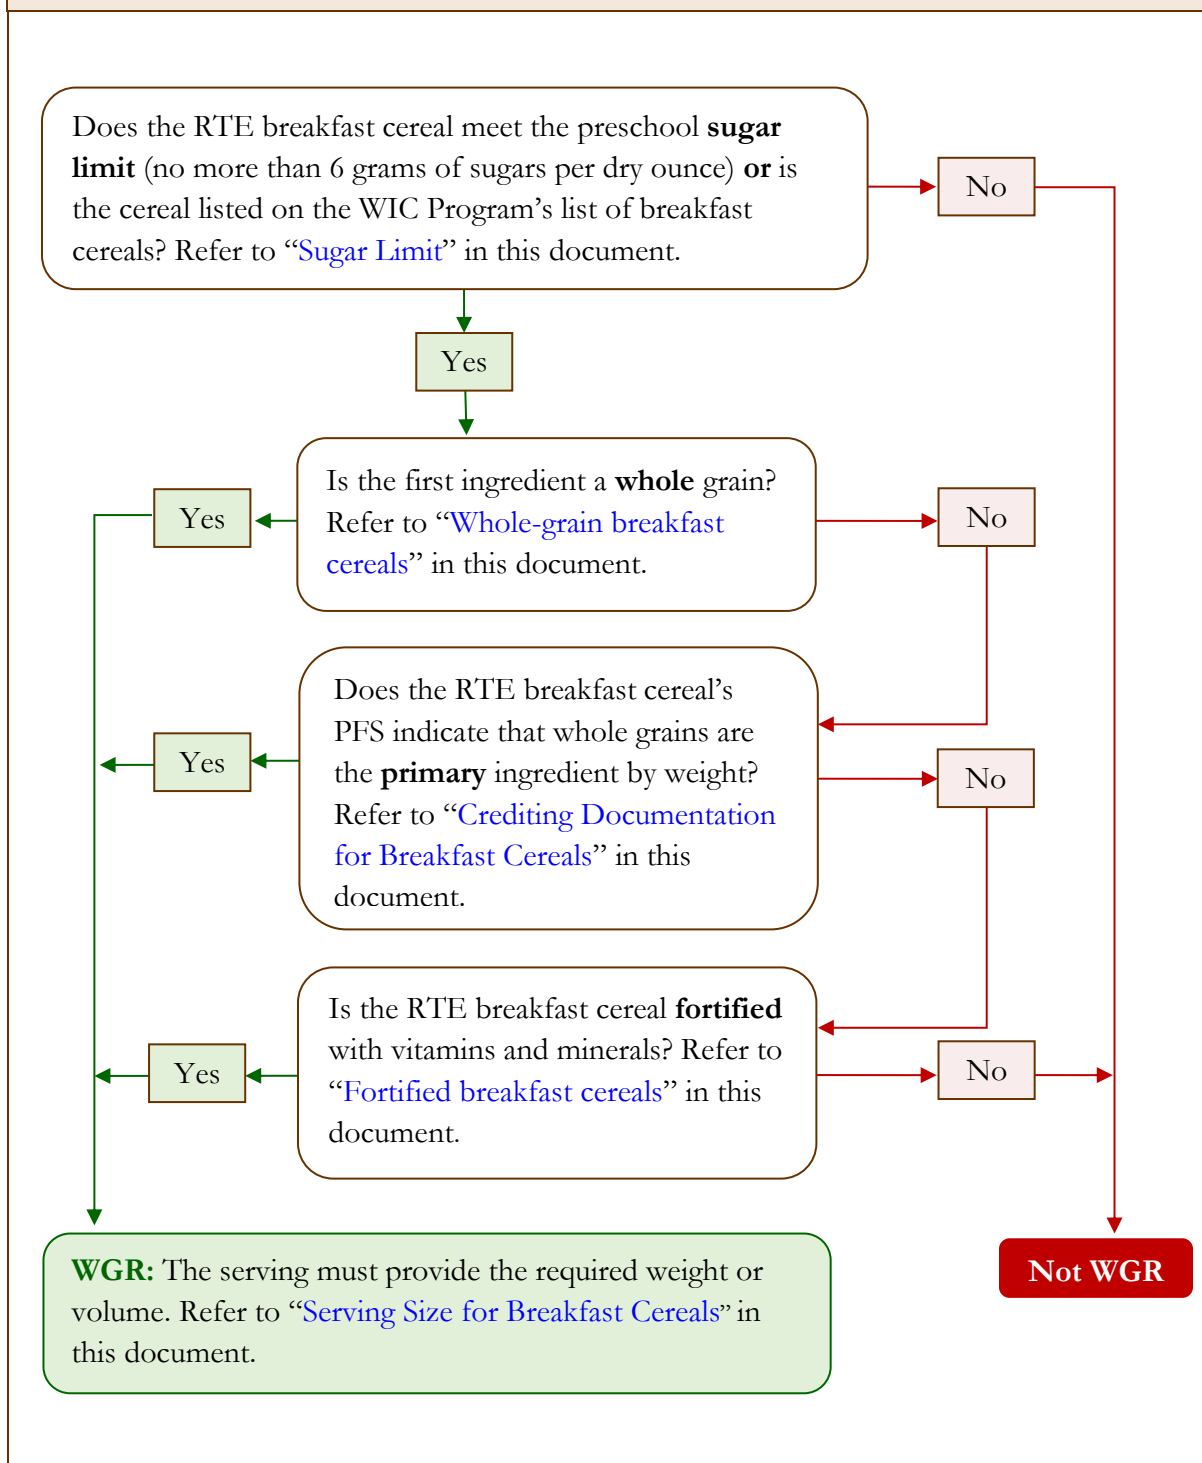 Does the RTE breakfast cereal meet the preschool sugar
limit (no more than 6 grams of sugars per dry ounce) or is
the cereal listed on the WIC Program’s list of breakfast
cereals? Refer to “Sugar Limit” in this document.
No
Yes
Is the first ingredient a whole grain?
Refer to “Whole-grain breakfast
cereals” in this document.
Yes
No
Does the RTE breakfast cereal’s
PFS indicate that whole grains are
the primary ingredient by weight?
Refer to “Crediting Documentation
for Breakfast Cereals” in this
document.
Yes
No
Is the RTE breakfast cereal fortified
with vitamins and minerals? Refer to
“Fortified breakfast cereals” in this
document.
Yes
No
WGR: The serving must provide the required weight or
volume. Refer to “Serving Size for Breakfast Cereals” in
this document.
Not WGR